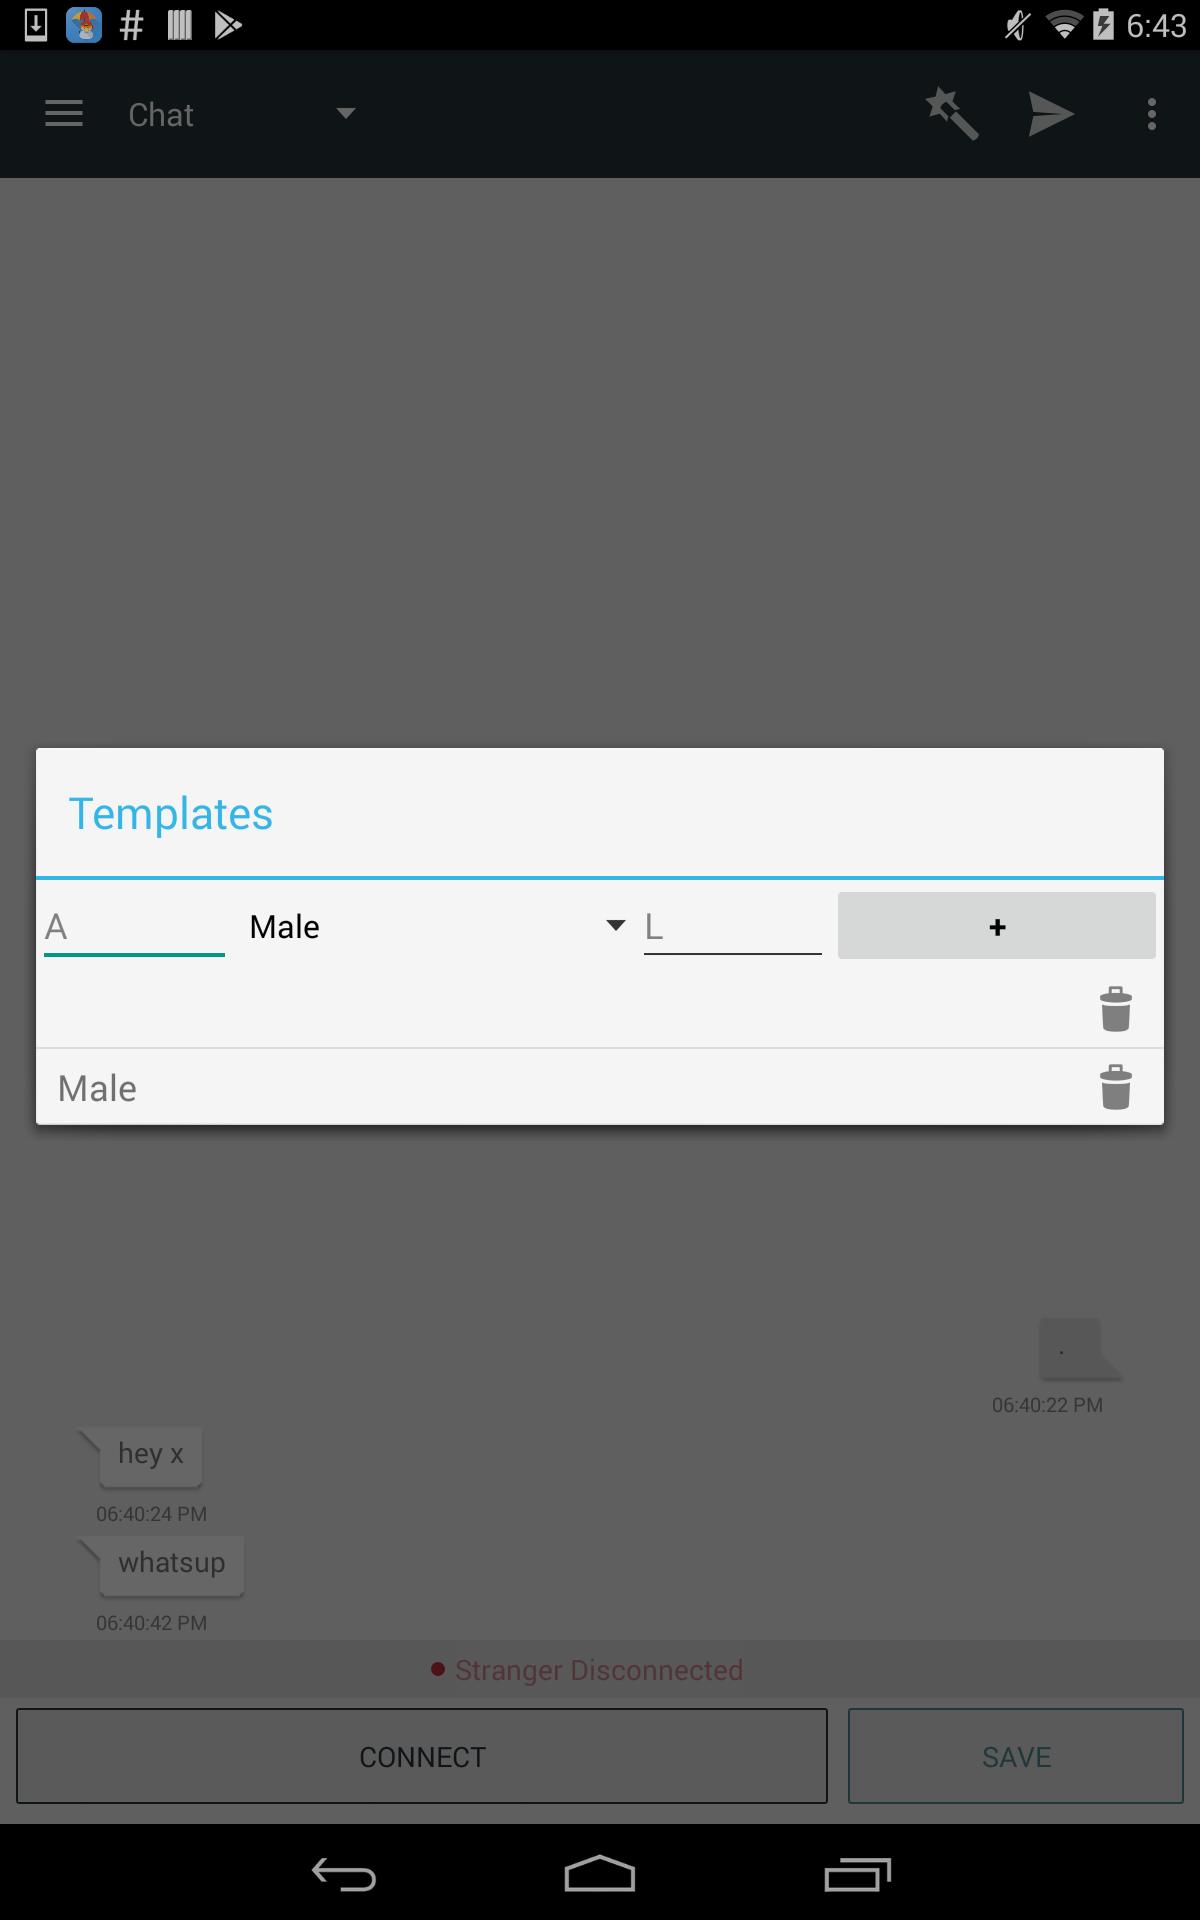 6:43
Chat
Templates
A Male L +
Male
.
06:40:22 PM
hey x
06:40:24 PM
whatsup
06:40:42 PM
Stranger Disconnected
CONNECT SAVE